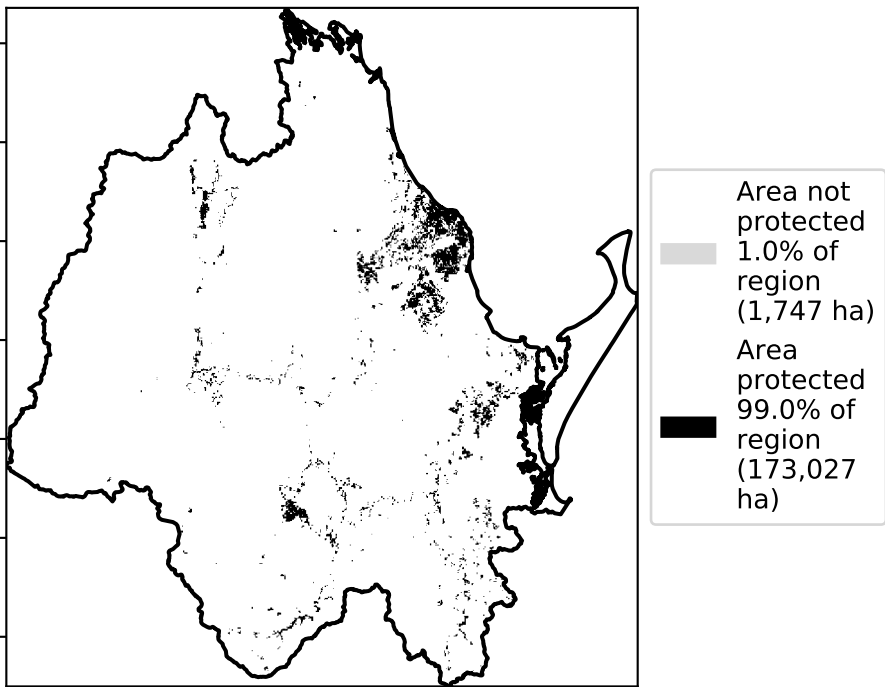 Area not
protected
1.0% of
region
(1,747 ha)
Area
protected
99.0% of
region
(173,027
ha)